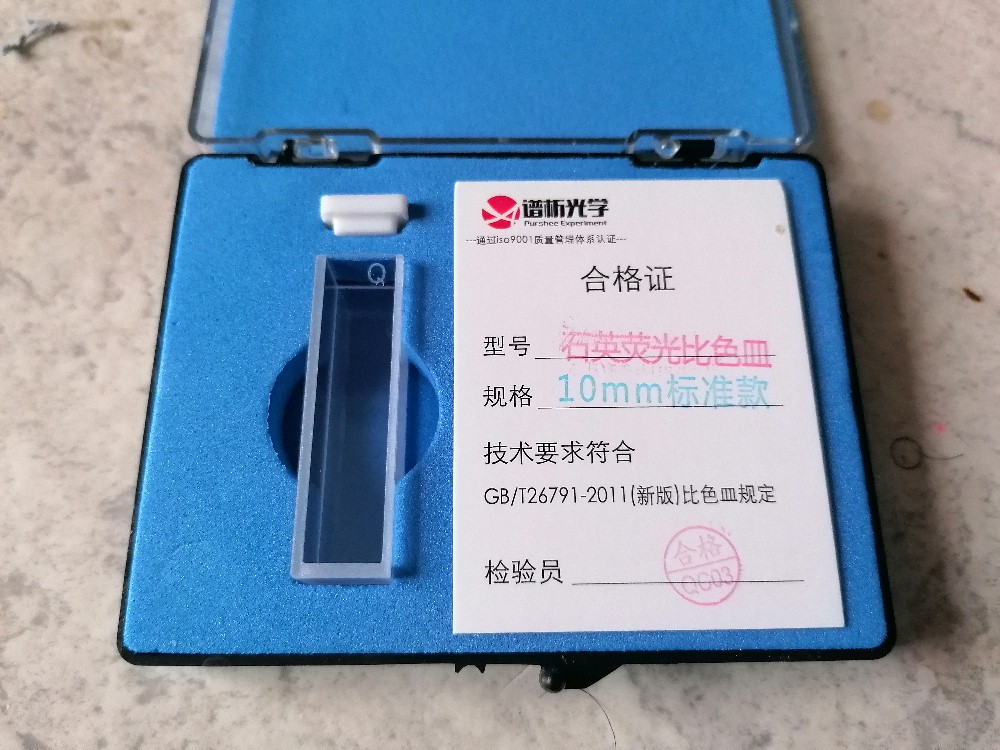 Q
谱析光学
Purshee Experiment
---通过iso9001质量管理体系认证---
合格证
型号 石英荧光比色皿
规格 10mm标准款
技术要求符合
GB/T26791-2011(新版)比色皿规定
检验员
合格
QC03